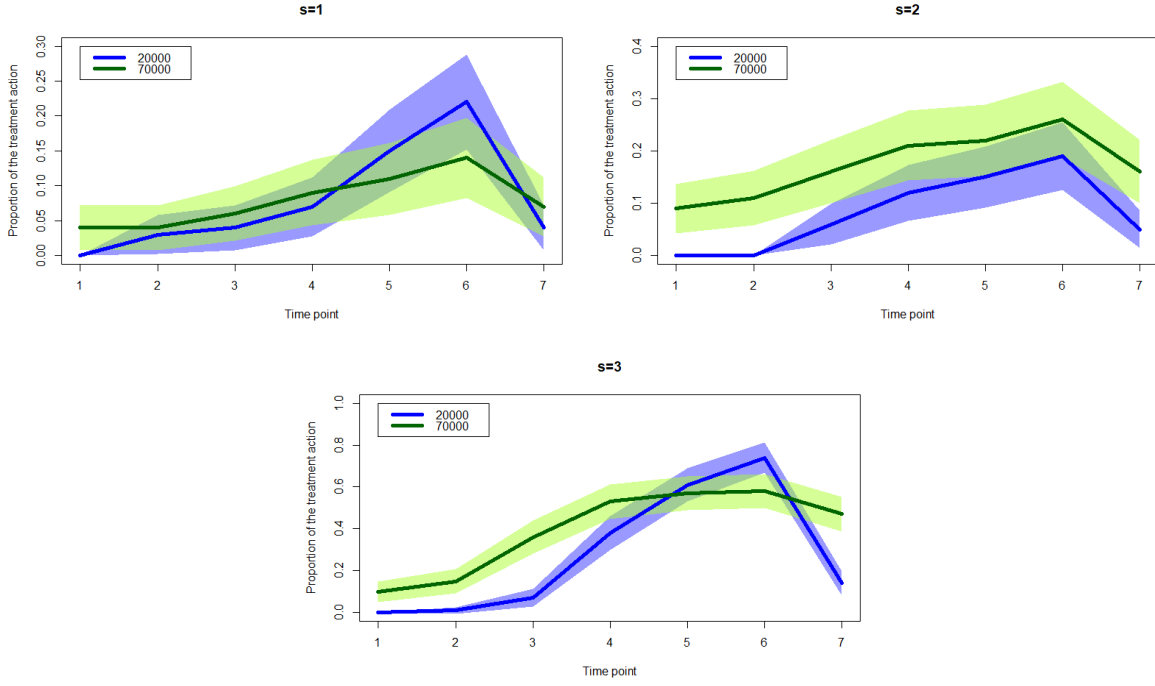 s=1
20000
70000
Proportion of the treatment action
0.00 0.05 0.10 0.15 0.20 0.25 0.30
1 2 3 4 5 6 7
Time point
s=2
20000
70000
Proportion of the treatment action
0.0 0.1 0.2 0.3 0.4
1 2 3 4 5 6 7
Time point
s=3
20000
70000
Proportion of the treatment action
0.0 0.2 0.4 0.6 0.8 1.0
1 2 3 4 5 6 7
Time point